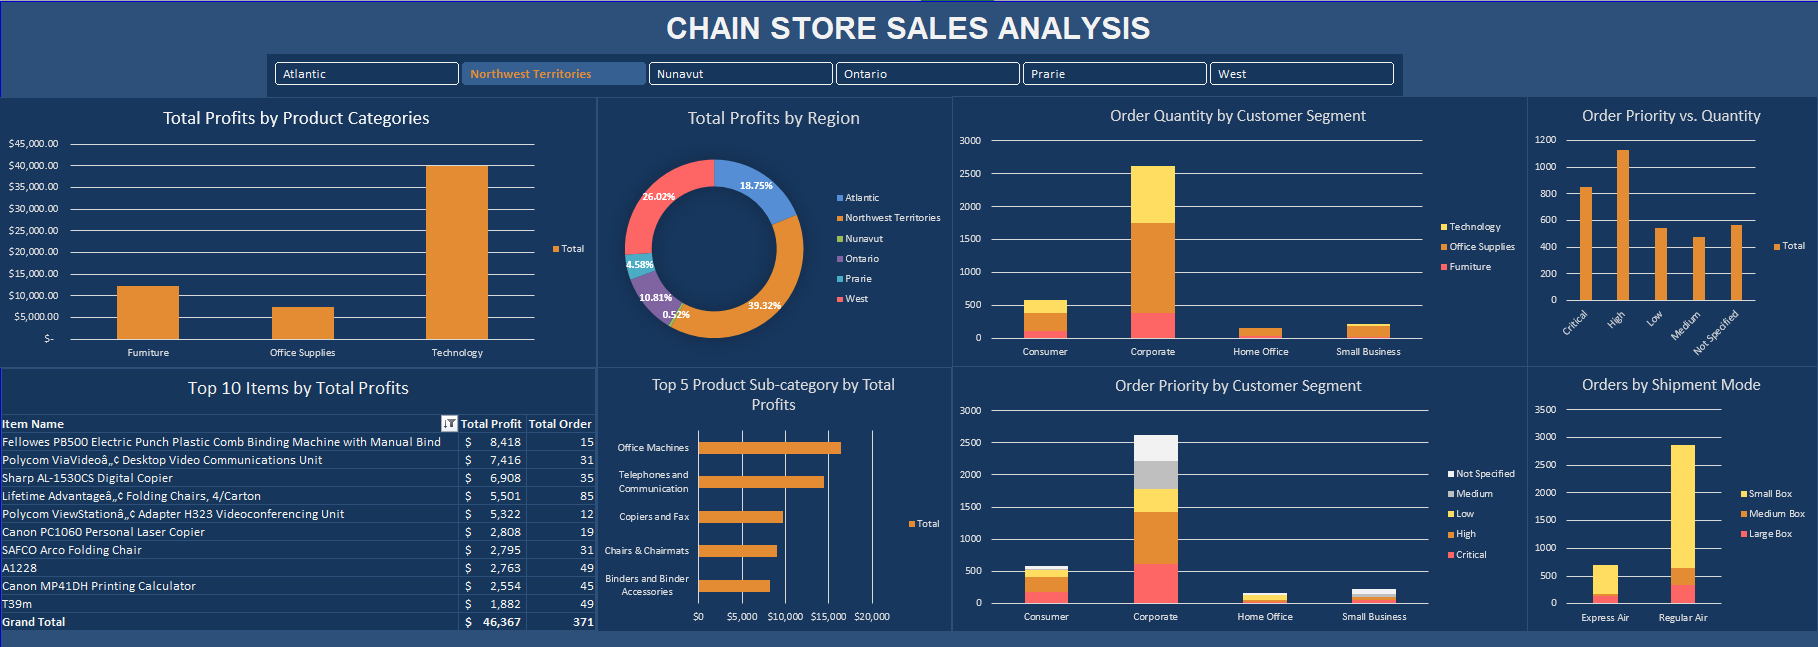 CHAIN STORE SALES ANALYSIS
Atlantic
Northwest Territories
Nunavut
Ontario
Prarie
West
Total Profits by Product Categories
$45,000.00
$40,000.00
$35,000.00
$30,000.00
$25,000.00
$20,000.00
$15,000.00
$10,000.00
$5,000.00
$-
Furniture
Office Supplies
Technology
Total
Total Profits by Region
18.75%
39.32%
0.52%
10.81%
4.58%
26.02%
Atlantic
Northwest Territories
Nunavut
Ontario
Prarie
West
Order Quantity by Customer Segment
3000
2500
2000
1500
1000
500
0
Consumer
Corporate
Home Office
Small Business
Technology
Office Supplies
Furniture
Order Priority vs. Quantity
1200
1000
800
600
400
200
0
Critical
High
Low
Medium
Not Specified
Total
Top 10 Items by Total Profits
Item Name Total Profit Total Order
Fellowes PB500 Electric Punch Plastic Comb Binding Machine with Manual Bind $ 8,418 15
Polycom ViaVideoâ„¢ Desktop Video Communications Unit $ 7,416 31
Sharp AL-1530CS Digital Copier $ 6,908 35
Lifetime Advantageâ„¢ Folding Chairs, 4/Carton $ 5,501 85
Polycom ViewStationâ„¢ Adapter H323 Videoconferencing Unit $ 5,322 12
Canon PC1060 Personal Laser Copier $ 2,808 19
SAFCO Arco Folding Chair $ 2,795 31
A1228 $ 2,763 49
Canon MP41DH Printing Calculator $ 2,554 45
T39m $ 1,882 49
Grand Total $ 46,367 371
Top 5 Product Sub-category by Total
Profits
Office Machines
Telephones and
Communication
Copiers and Fax
Chairs & Chairmats
Binders and Binder
Accessories
$0
$5,000
$10,000
$15,000
$20,000
Total
Order Priority by Customer Segment
3000
2500
2000
1500
1000
500
0
Consumer
Corporate
Home Office
Small Business
Not Specified
Medium
Low
High
Critical
Orders by Shipment Mode
3500
3000
2500
2000
1500
1000
500
0
Express Air
Regular Air
Small Box
Medium Box
Large Box